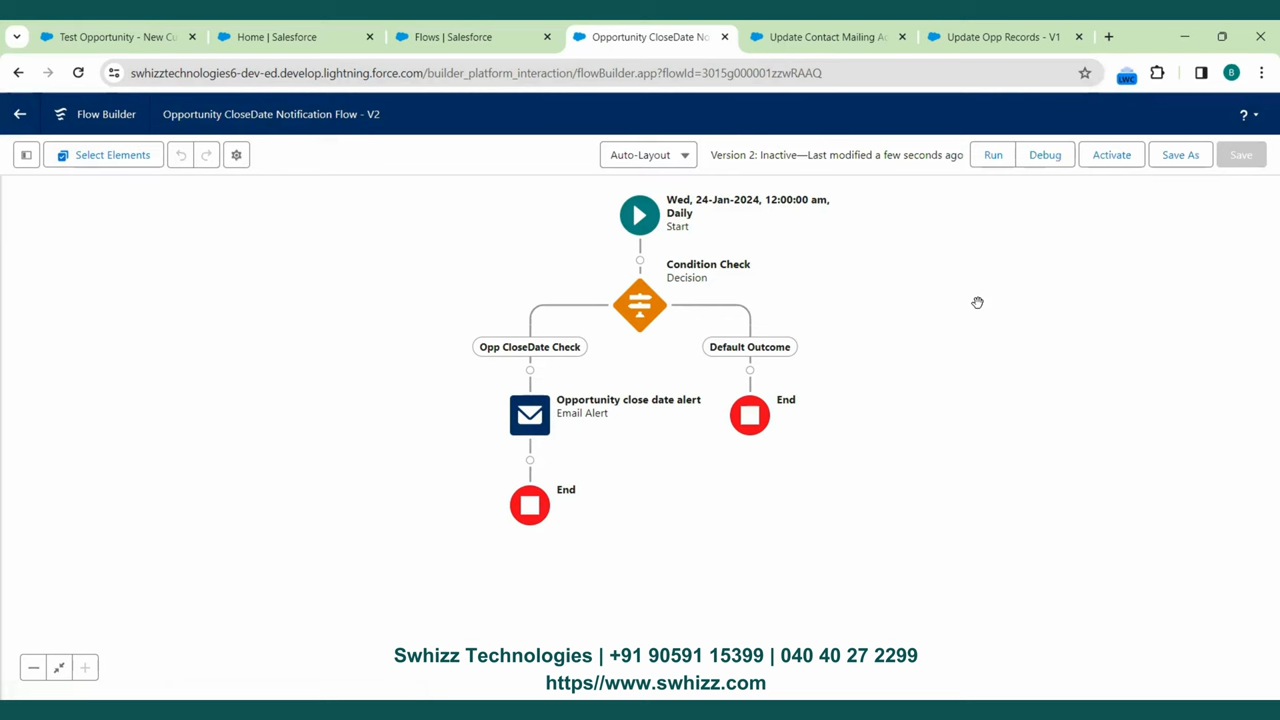 Test Opportunity - New Cu
Home | Salesforce
Flows | Salesforce
Opportunity CloseDate No
Update Contact Mailing Ad
Update Opp Records - V1
swhizztechnologies6-dev-ed.develop.lightning.force.com/builder_platform_interaction/flowBuilder.app?flowId=3015g000001zzwRAAQ
LWC
B
Flow Builder
Opportunity CloseDate Notification Flow - V2
?
Select Elements
Auto-Layout
Version 2: Inactive—Last modified a few seconds ago
Run
Debug
Activate
Save As
Save
Wed, 24-Jan-2024, 12:00:00 am,
Daily
Start
Condition Check
Decision
Opp CloseDate Check
Default Outcome
Opportunity close date alert
Email Alert
End
End
Swhizz Technologies | +91 90591 15399 | 040 40 27 2299
https//www.swhizz.com